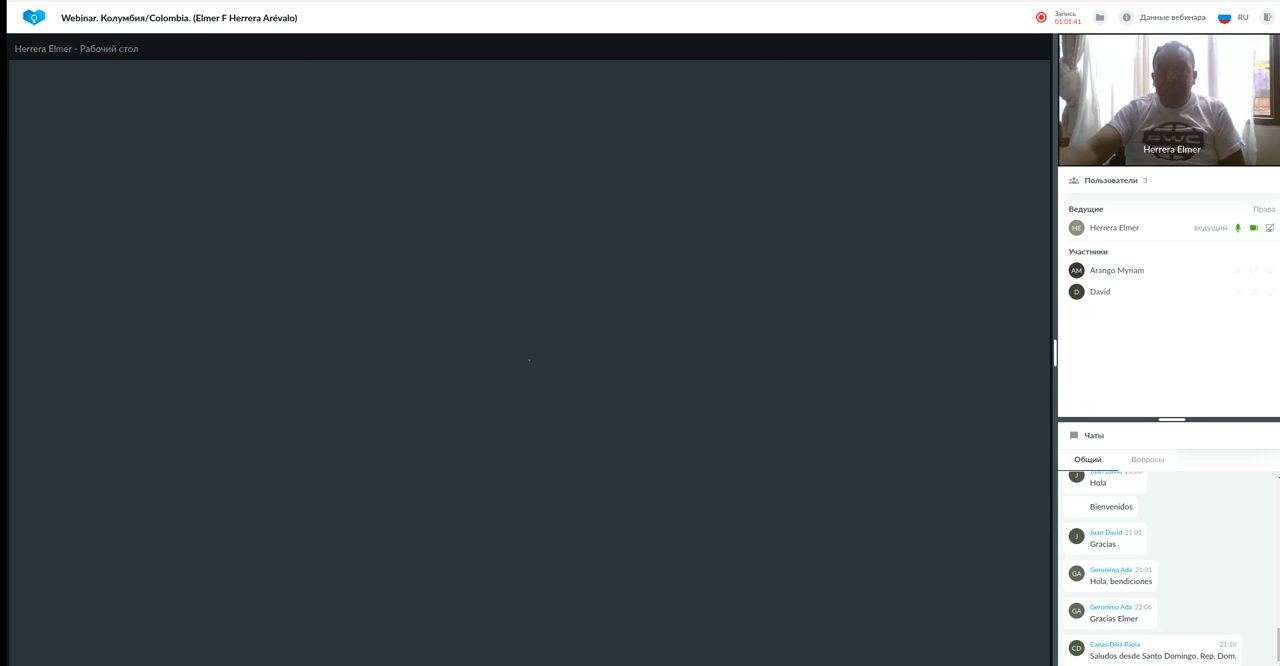 Webinar. Колумбия/Colombia. (Elmer F Herrera Arévalo)
Запись
01:01:41
Данные вебинара
RU
Herrera Elmer - Рабочий стол
Herrera Elmer
Пользователи 3
Ведущие Права
HE Herrera Elmer ведущий
Участники
AM Arango Myriam
D David
Чаты
Общий Вопросы
J Juan David
Hola
Bienvenidos
J Juan David 21:01
Gracias
GA Geronimo Ada 21:01
Hola, bendiciones
GA Geronimo Ada 22:06
Gracias Elmer
CD Canas Dilia Paola 21:10
Saludos desde Santo Domingo, Rep. Dom.